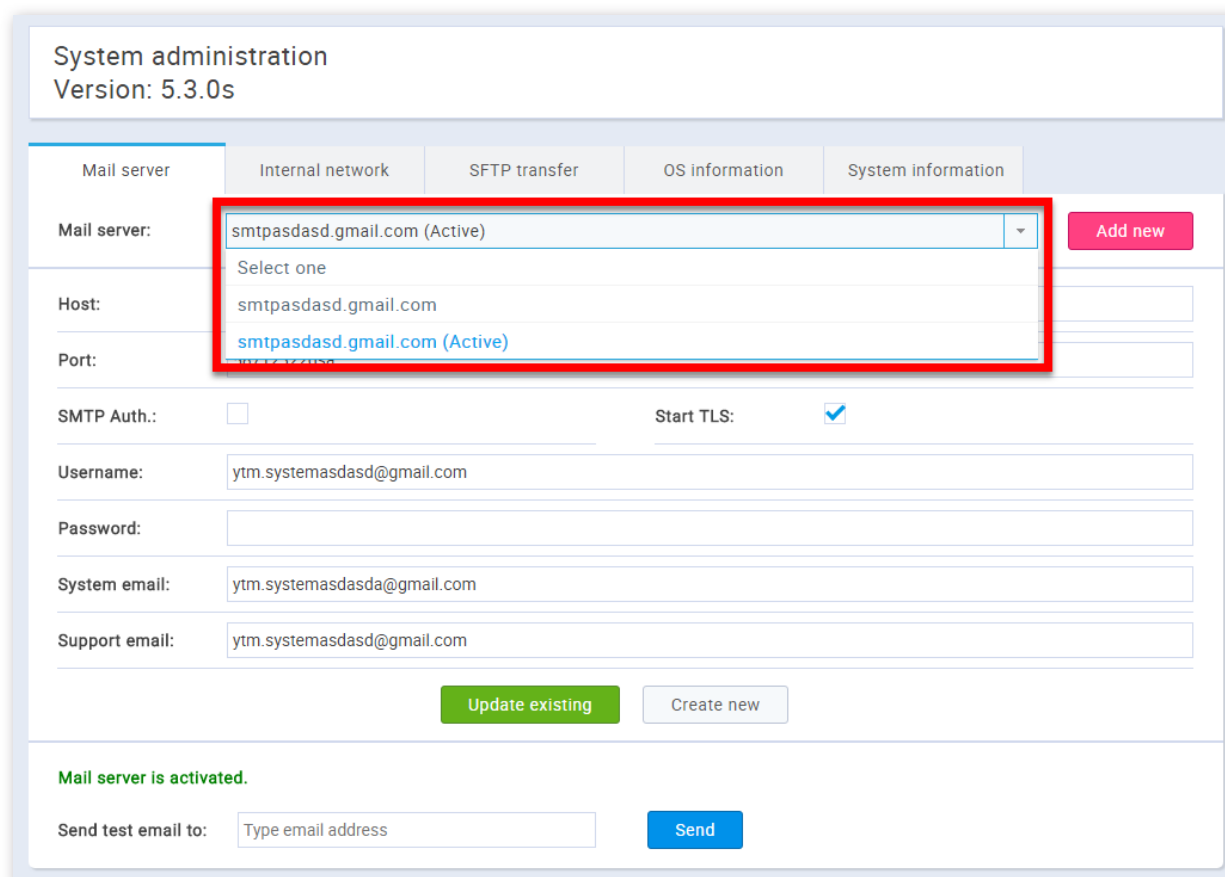 System administration
Version: 5.3.0s
Mail server Internal network SFTP transfer OS information System information
Mail server: smtpasdasd.gmail.com (Active) Add new
Select one
smtpasdasd.gmail.com
smtpasdasd.gmail.com (Active)
Host:
Port:
SMTP Auth.: Start TLS:
Username: ytm.systemasdasd@gmail.com
Password:
System email: ytm.systemasdasda@gmail.com
Support email: ytm.systemasdasd@gmail.com
Update existing Create new
Mail server is activated.
Send test email to: Type email address Send